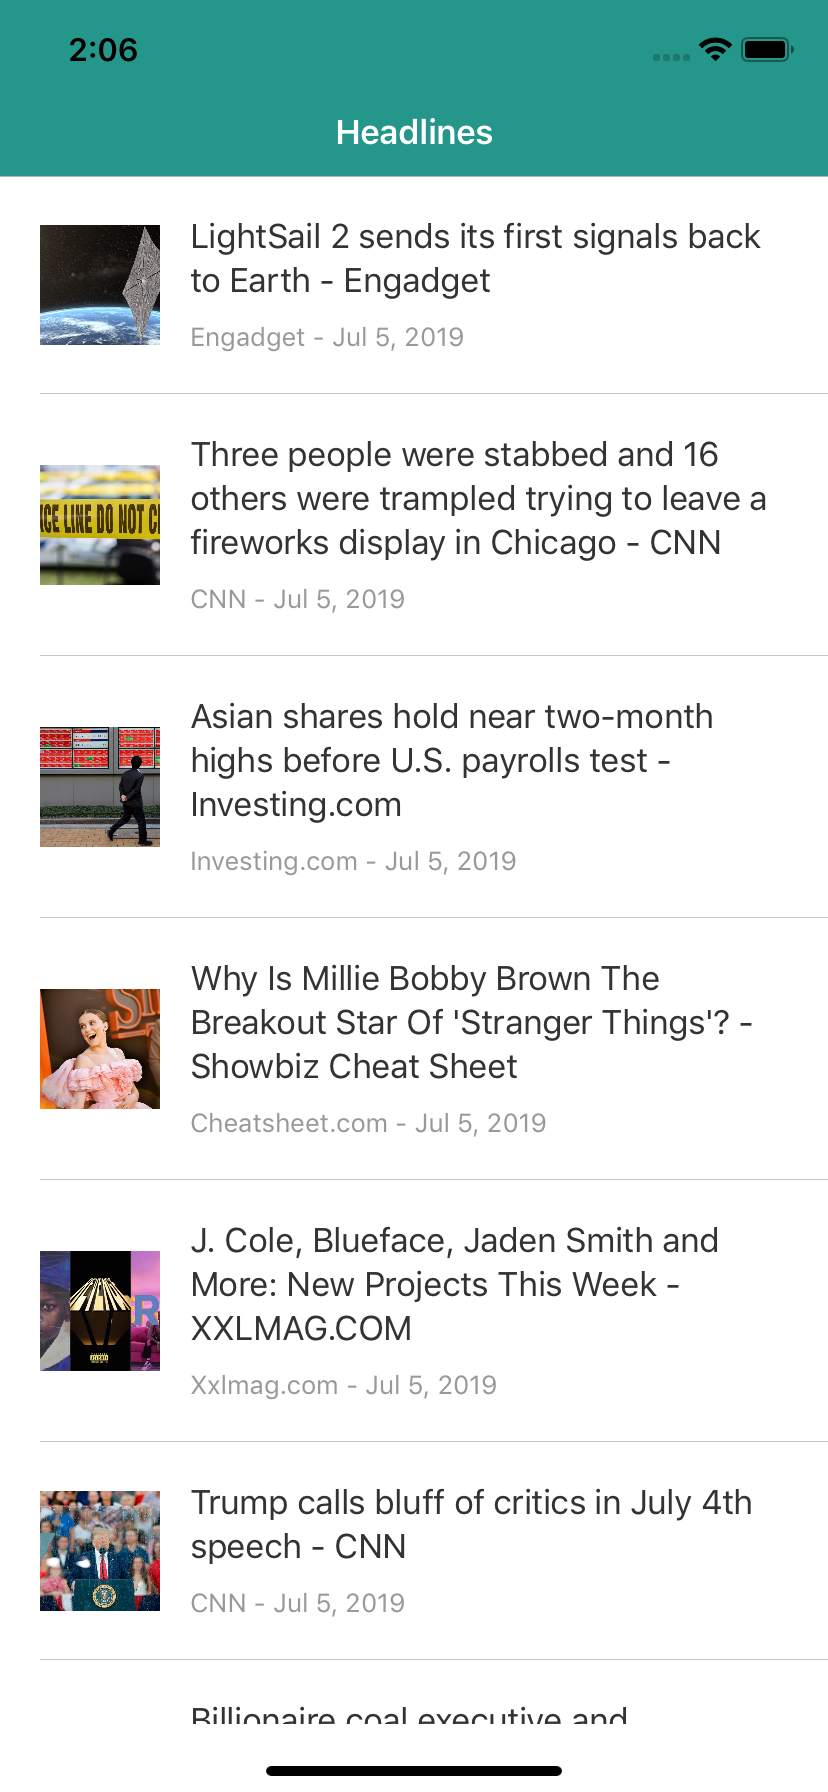 2:06
Headlines
LightSail 2 sends its first signals back
to Earth - Engadget
Engadget - Jul 5, 2019
ICE LINE DO NOT C
Three people were stabbed and 16
others were trampled trying to leave a
fireworks display in Chicago - CNN
CNN - Jul 5, 2019
Asian shares hold near two-month
highs before U.S. payrolls test -
Investing.com
Investing.com - Jul 5, 2019
Why Is Millie Bobby Brown The
Breakout Star Of 'Stranger Things'? -
Showbiz Cheat Sheet
Cheatsheet.com - Jul 5, 2019
J. Cole, Blueface, Jaden Smith and
More: New Projects This Week -
XXLMAG.COM
Xxlmag.com - Jul 5, 2019
Trump calls bluff of critics in July 4th
speech - CNN
CNN - Jul 5, 2019
Billionaire coal executive and